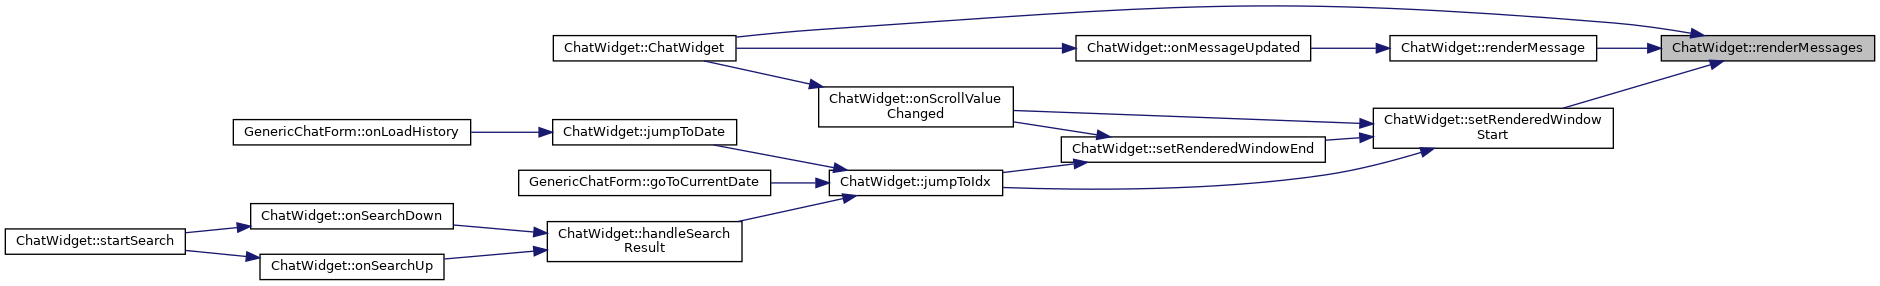 ChatWidget::ChatWidget
ChatWidget::onMessageUpdated
ChatWidget::renderMessage
ChatWidget::renderMessages
ChatWidget::onScrollValue
Changed
GenericChatForm::onLoadHistory
ChatWidget::jumpToDate
ChatWidget::setRenderedWindow
Start
ChatWidget::setRenderedWindowEnd
GenericChatForm::goToCurrentDate
ChatWidget::jumpToIdx
ChatWidget::onSearchDown
ChatWidget::handleSearch
Result
ChatWidget::startSearch
ChatWidget::onSearchUp